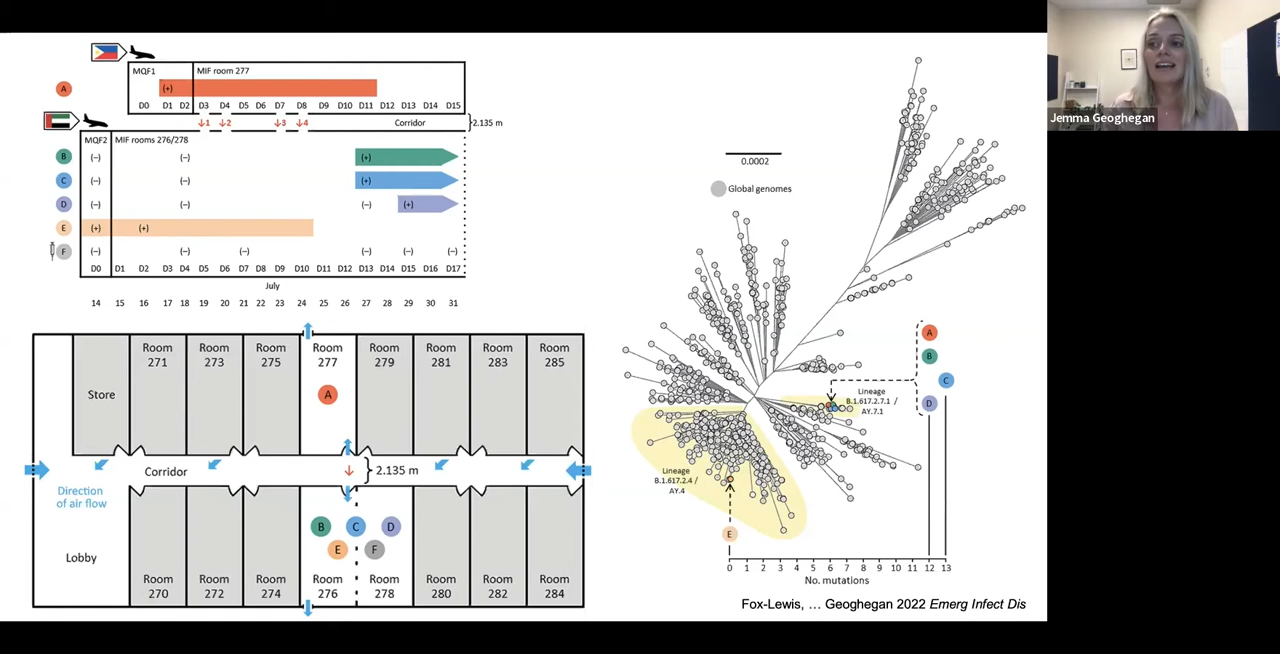 Jemma Geoghegan
MQF1
MIF room 277
A
(+)
D0 D1 D2 D3 D4 D5 D6 D7 D8 D9 D10 D11 D12 D13 D14 D15
↓1 ↓2 ↓3 ↓4 Corridor 2.135 m
MQF2 MIF rooms 276/278
B (–) (–) (+)
C (–) (–) (+)
D (–) (–) (–) (+)
E (+) (+)
F (–) (–) (–) (–) (–) (–)
D0 D1 D2 D3 D4 D5 D6 D7 D8 D9 D10 D11 D12 D13 D14 D15 D16 D17
July
14 15 16 17 18 19 20 21 22 23 24 25 26 27 28 29 30 31
Room 271
Room 273
Room 275
Room 277
Room 279
Room 281
Room 283
Room 285
A
Store
Corridor
2.135 m
Direction
of air flow
Lobby
B C D
E F
Room 270
Room 272
Room 274
Room 276
Room 278
Room 280
Room 282
Room 284
0.0002
Global genomes
A
B
C
D
Lineage
B.1.617.2.7.1 /
AY.7.1
Lineage
B.1.617.2.4 /
AY.4
E
0 1 2 3 4 5 6 7 8 9 10 11 12 13
No. mutations
Fox-Lewis, ... Geoghegan 2022 Emerg Infect Dis